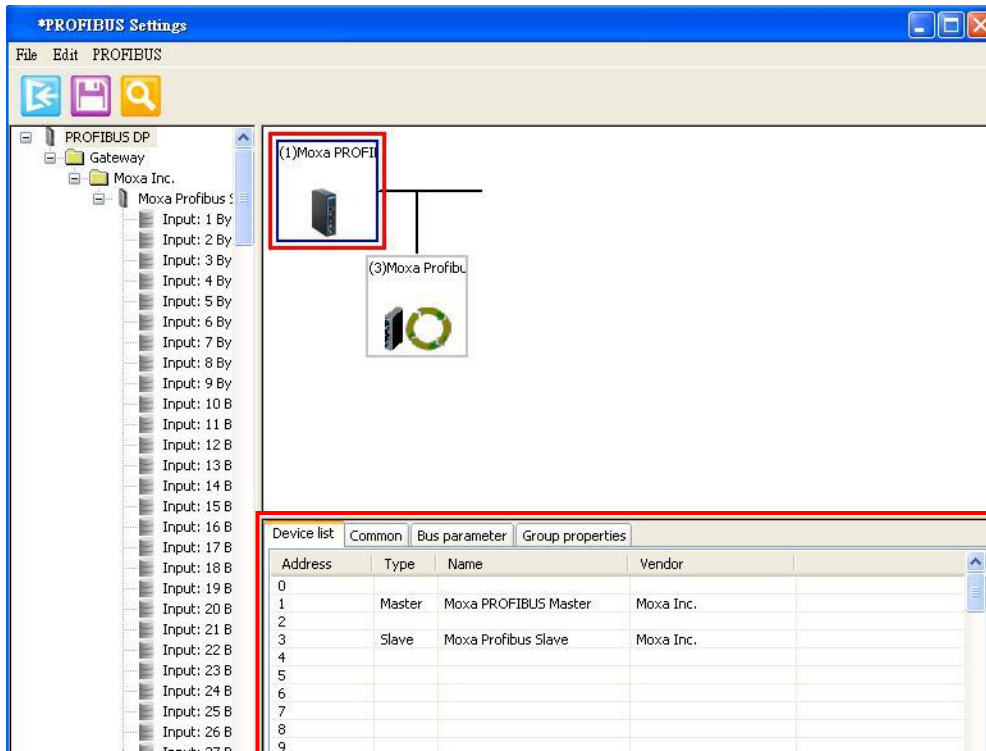 *PROFIBUS Settings
File Edit PROFIBUS
PROFIBUS DP
Gateway
Moxa Inc.
Moxa Profibus
Input: 1 By
Input: 2 By
Input: 3 By
Input: 4 By
Input: 5 By
Input: 6 By
Input: 7 By
Input: 8 By
Input: 9 By
Input: 10 B
Input: 11 B
Input: 12 B
Input: 13 B
Input: 14 B
Input: 15 B
Input: 16 B
Input: 17 B
Input: 18 B
Input: 19 B
Input: 20 B
Input: 21 B
Input: 22 B
Input: 23 B
Input: 24 B
Input: 25 B
Input: 26 B
(1)Moxa PROFI
(3)Moxa Profibu
Device list Common Bus parameter Group properties
Address Type Name Vendor
0
1 Master Moxa PROFIBUS Master Moxa Inc.
2
3 Slave Moxa Profibus Slave Moxa Inc.
4
5
6
7
8
9